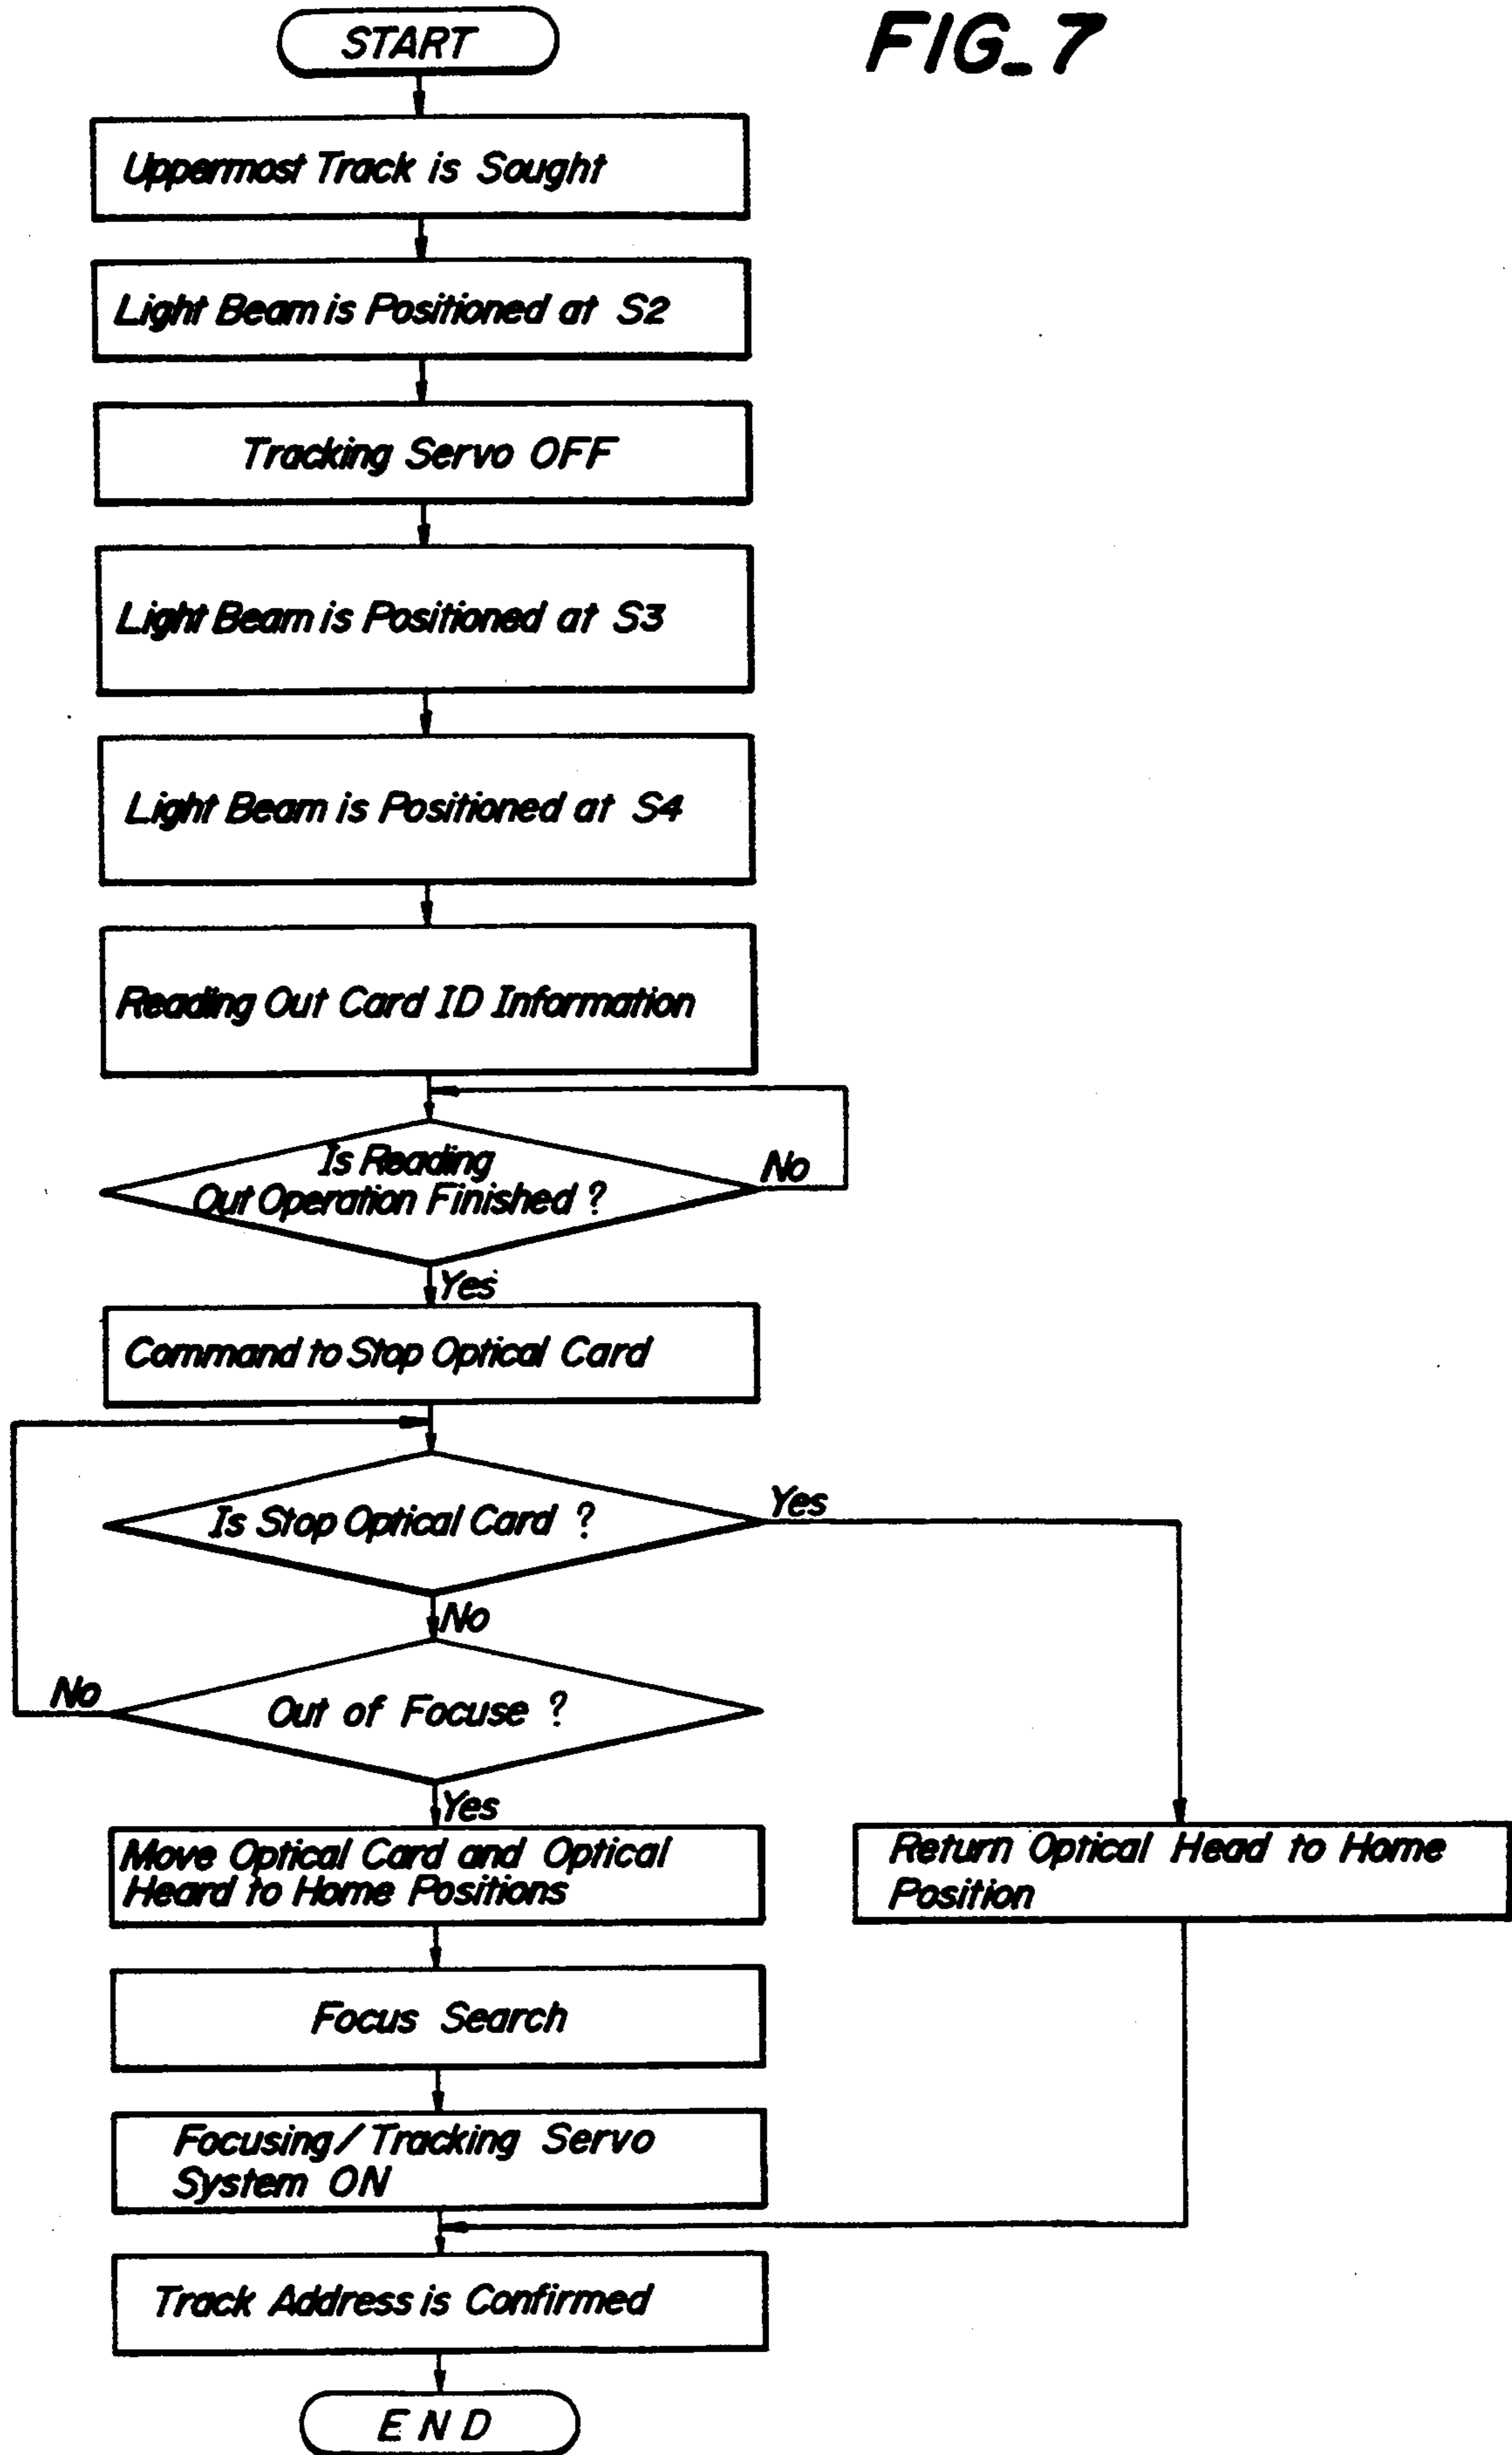 START
FIG_7
Uppermost Track is Sought
Light Beam is Positioned at S2
Tracking Servo OFF
Light Beam is Positioned at S3
Light Beam is Positioned at S4
Reading Out Card ID Information
Is Reading
Out Operation Finished ?
No
Yes
Command to Stop Optical Card
Is Stop Optical Card ?
Yes
No
Out of Focuse ?
No
Yes
Move Optical Card and Optical
Heard to Home Positions
Return Optical Head to Home
Position
Focus Search
Focusing/Tracking Servo
System ON
Track Address is Confirmed
END